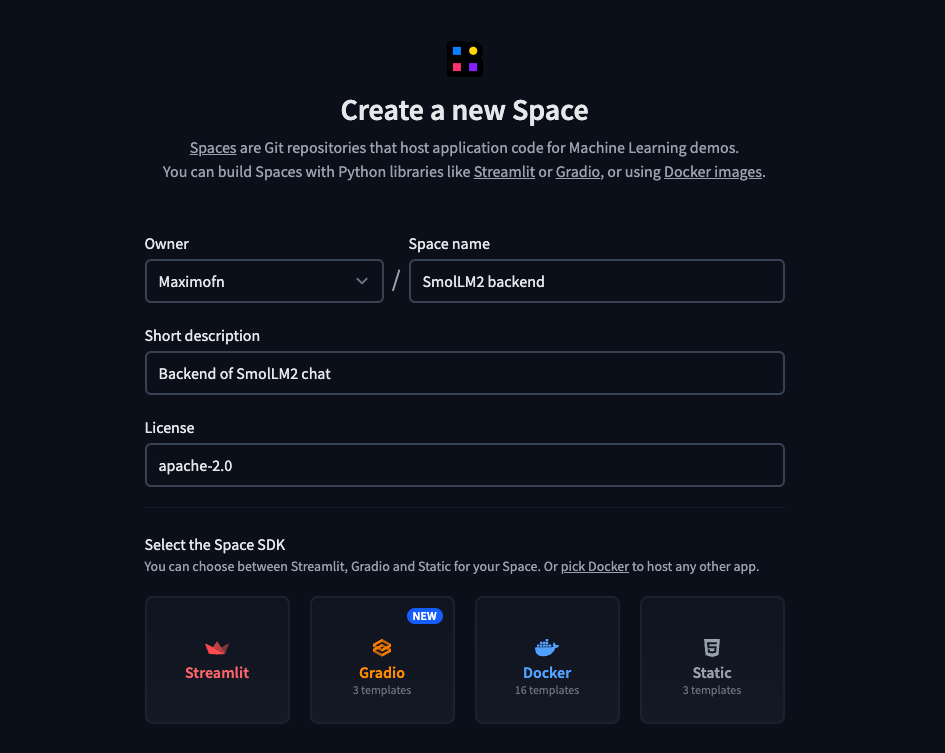 Create a new Space
Spaces are Git repositories that host application code for Machine Learning demos.
You can build Spaces with Python libraries like Streamlit or Gradio, or using Docker images.
Owner
Space name
Maximofn
/
SmolLM2 backend
Short description
Backend of SmolLM2 chat
License
apache-2.0
Select the Space SDK
You can choose between Streamlit, Gradio and Static for your Space. Or pick Docker to host any other app.
Streamlit
NEW
Gradio
3 templates
Docker
16 templates
Static
3 templates